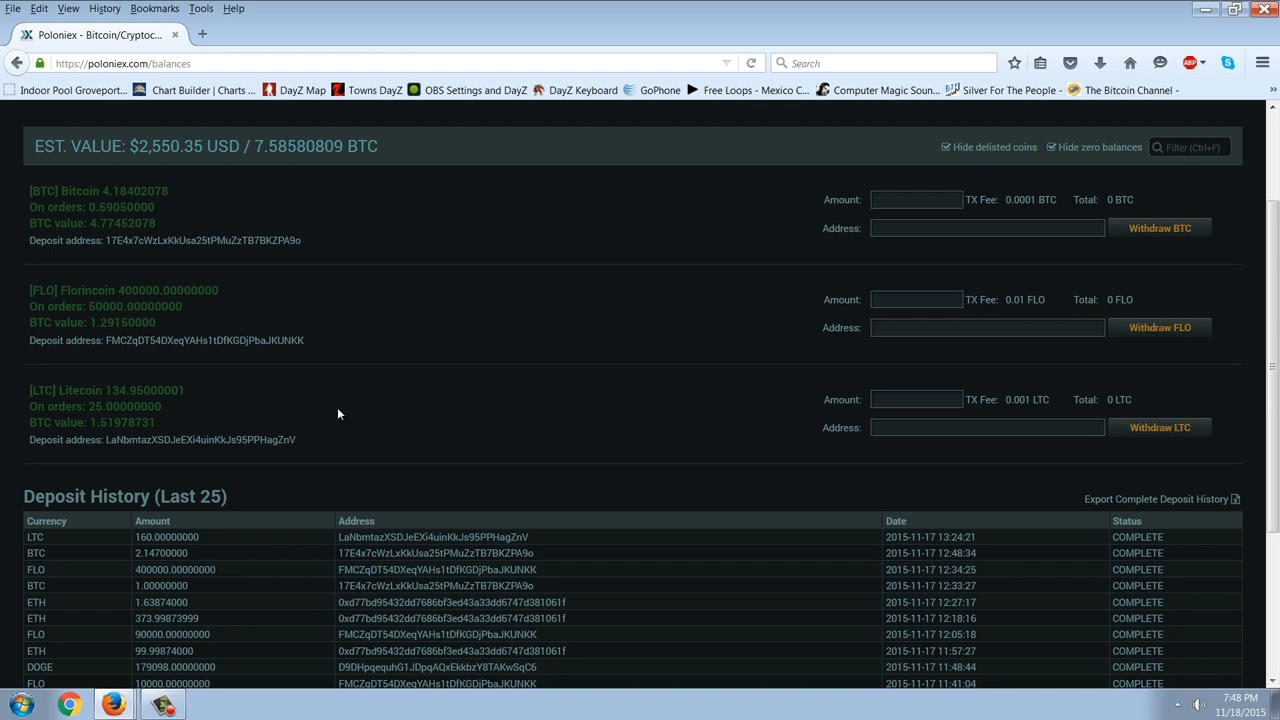 File Edit View History Bookmarks Tools Help
Poloniex - Bitcoin/Cryptoc...
https://poloniex.com/balances
Search
ABP
Indoor Pool Groveport... Chart Builder | Charts ... DayZ Map Towns DayZ OBS Settings and DayZ DayZ Keyboard GoPhone Free Loops - Mexico C... Computer Magic Soun... Silver For The People - ... The Bitcoin Channel - ...
EST. VALUE: $2,550.35 USD / 7.58580809 BTC
Hide delisted coins Hide zero balances Filter (Ctrl+F)
[BTC] Bitcoin 4.18402078
On orders: 0.59050000
BTC value: 4.77452078
Deposit address: 17E4x7cWzLxKkUsa25tPMuZzTB7BKZPA9o
Amount: TX Fee: 0.0001 BTC Total: 0 BTC
Address: Withdraw BTC
[FLO] Florincoin 400000.00000000
On orders: 50000.00000000
BTC value: 1.29150000
Deposit address: FMCZqDT54DXeqYAHs1tDfKGDjPbaJKUNKK
Amount: TX Fee: 0.01 FLO Total: 0 FLO
Address: Withdraw FLO
[LTC] Litecoin 134.95000001
On orders: 25.00000000
BTC value: 1.51978731
Deposit address: LaNbmtazXSDJeEXi4uinKkJs95PPHagZnV
Amount: TX Fee: 0.001 LTC Total: 0 LTC
Address: Withdraw LTC
Deposit History (Last 25)
Export Complete Deposit History
Currency Amount Address Date Status
LTC 160.00000000 LaNbmtazXSDJeEXi4uinKkJs95PPHagZnV 2015-11-17 13:24:21 COMPLETE
BTC 2.14700000 17E4x7cWzLxKkUsa25tPMuZzTB7BKZPA9o 2015-11-17 12:48:34 COMPLETE
FLO 400000.00000000 FMCZqDT54DXeqYAHs1tDfKGDjPbaJKUNKK 2015-11-17 12:34:25 COMPLETE
BTC 1.00000000 17E4x7cWzLxKkUsa25tPMuZzTB7BKZPA9o 2015-11-17 12:33:27 COMPLETE
ETH 1.63874000 0xd77bd95432dd7686bf3ed43a33dd6747d381061f 2015-11-17 12:27:17 COMPLETE
ETH 373.99873999 0xd77bd95432dd7686bf3ed43a33dd6747d381061f 2015-11-17 12:18:16 COMPLETE
FLO 90000.00000000 FMCZqDT54DXeqYAHs1tDfKGDjPbaJKUNKK 2015-11-17 12:05:18 COMPLETE
ETH 99.99874000 0xd77bd95432dd7686bf3ed43a33dd6747d381061f 2015-11-17 11:57:27 COMPLETE
DOGE 179098.00000000 D9DHpqequhG1JDpqAQxEkkbzY8TAKwSqC6 2015-11-17 11:48:44 COMPLETE
FLO 10000.00000000 FMCZqDT54DXeqYAHs1tDfKGDjPbaJKUNKK 2015-11-17 11:41:04 COMPLETE
7:48 PM
11/18/2015